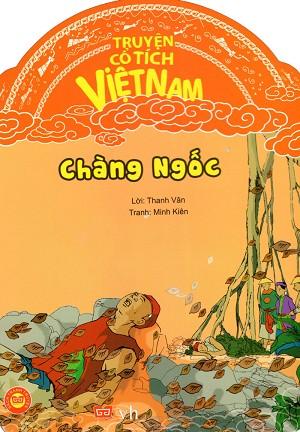 TRUYỆN
CỔ TÍCH
VIỆT NAM
Chàng Ngốc
Lời: Thanh Vân
Tranh: Minh Kiên